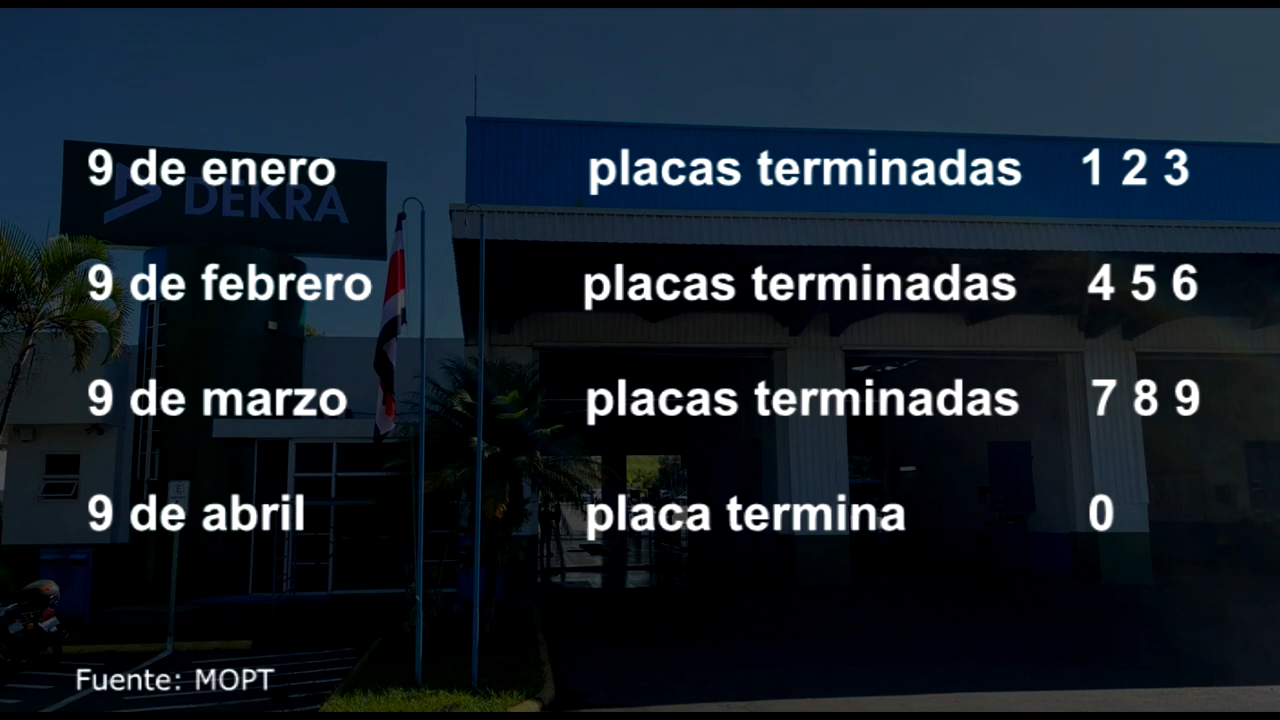 9 de enero placas terminadas 1 2 3
DEKRA
9 de febrero placas terminadas 4 5 6
9 de marzo placas terminadas 7 8 9
9 de abril placa termina 0
Fuente: MOPT